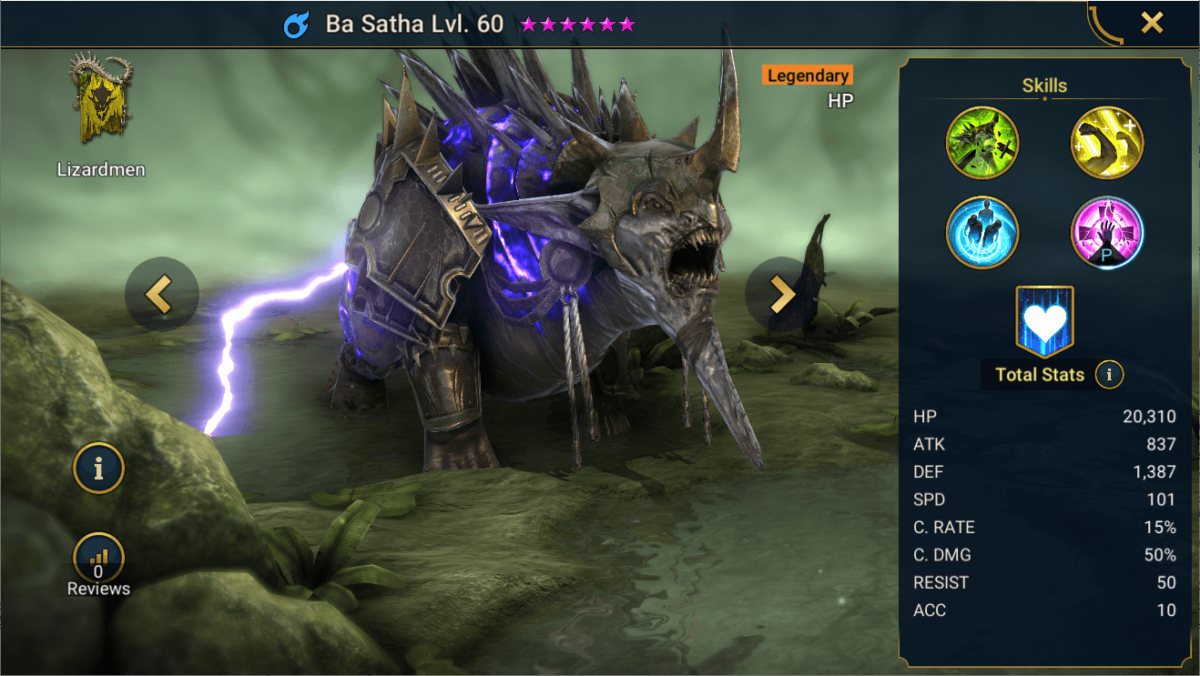 Ba Satha Lvl. 60
Legendary
HP
Lizardmen
0
Reviews
Skills
P
Total Stats
HP 20,310
ATK 837
DEF 1,387
SPD 101
C. RATE 15%
C. DMG 50%
RESIST 50
ACC 10